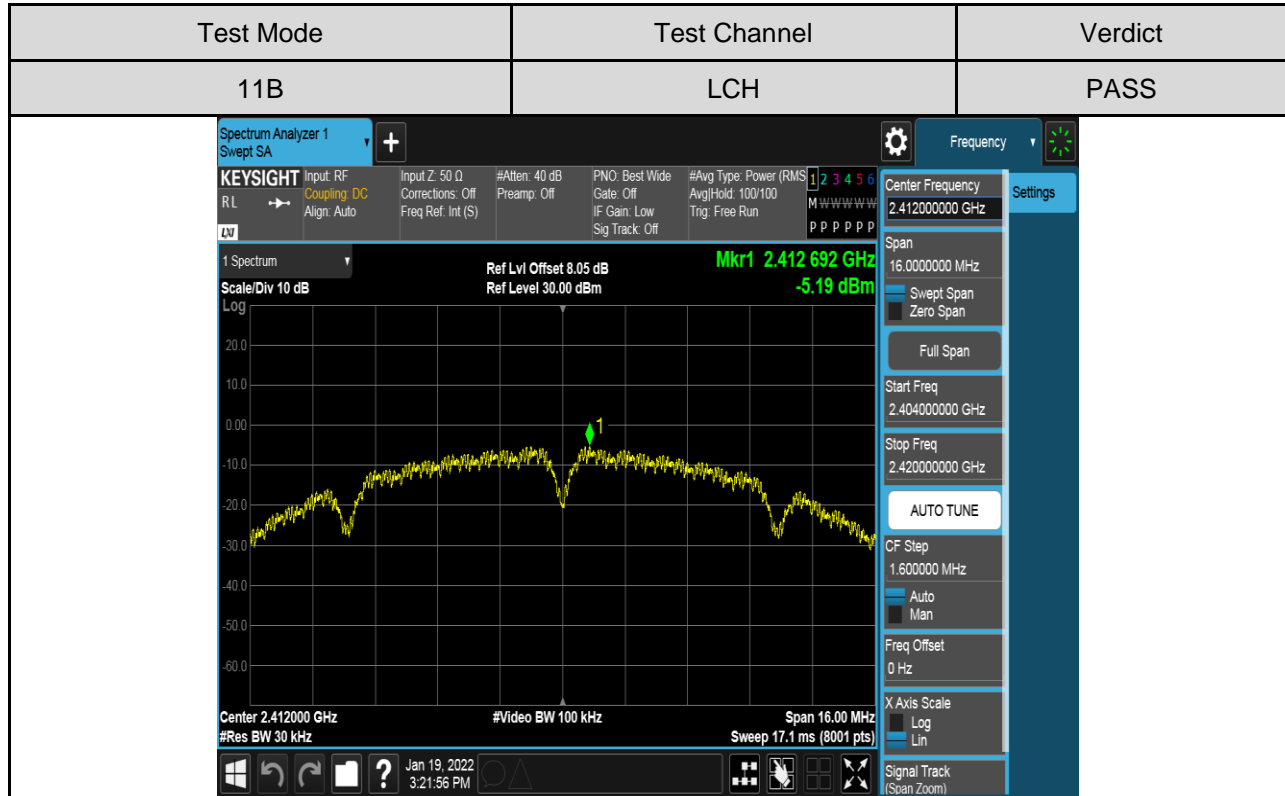 Test Mode Test Channel Verdict
11B LCH PASS
Spectrum Analyzer 1
Swept SA
+
Frequency
KEYSIGHT
RL
LXI
Input: RF
Coupling: DC
Align: Auto
Input Z: 50 Ω
Corrections: Off
Freq Ref: Int (S)
#Atten: 40 dB
Preamp: Off
PNO: Best Wide
Gate: Off
IF Gain: Low
Sig Track: Off
#Avg Type: Power (RMS
Avg|Hold: 100/100
Trig: Free Run
1 2 3 4 5 6
M W W W W W
P P P P P P
1 Spectrum
Scale/Div 10 dB
Ref Lvl Offset 8.05 dB
Ref Level 30.00 dBm
Mkr1 2.412 692 GHz
-5.19 dBm
Log
20.0
10.0
0.00
-10.0
-20.0
-30.0
-40.0
-50.0
-60.0
1
Center 2.412000 GHz
#Res BW 30 kHz
#Video BW 100 kHz
Span 16.00 MHz
Sweep 17.1 ms (8001 pts)
?
Jan 19, 2022
3:21:56 PM
Center Frequency
2.412000000 GHz
Settings
Span
16.0000000 MHz
Swept Span
Zero Span
Full Span
Start Freq
2.404000000 GHz
Stop Freq
2.420000000 GHz
AUTO TUNE
CF Step
1.600000 MHz
Auto
Man
Freq Offset
0 Hz
X Axis Scale
Log
Lin
Signal Track
(Span Zoom)